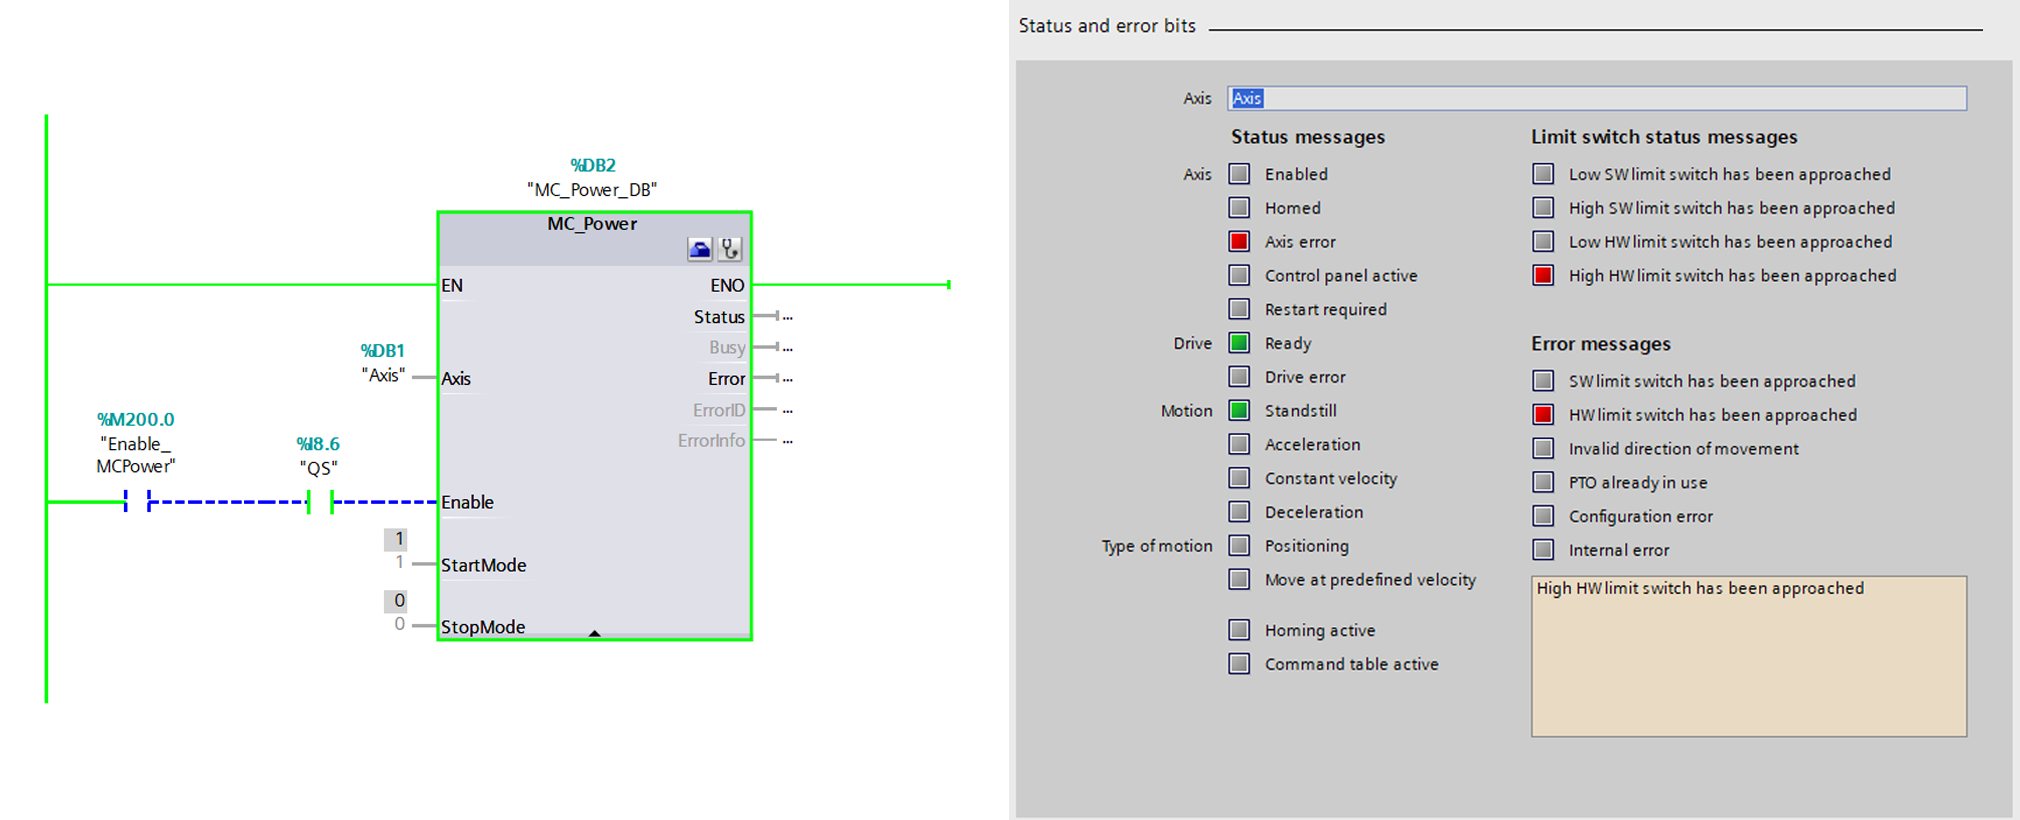 %DB2
"MC_Power_DB"
MC_Power
EN
ENO
Status ...
Busy ...
%DB1
"Axis"
Axis
Error ...
ErrorID ...
ErrorInfo ...
%M200.0
"Enable_
MCPower"
%I8.6
"QS"
Enable
1
1
StartMode
0
0
StopMode
Status and error bits
Axis
Axis
Status messages
Axis
Enabled
Homed
Axis error
Control panel active
Restart required
Drive
Ready
Drive error
Motion
Standstill
Acceleration
Constant velocity
Deceleration
Type of motion
Positioning
Move at predefined velocity
Homing active
Command table active
Limit switch status messages
Low SW limit switch has been approached
High SW limit switch has been approached
Low HW limit switch has been approached
High HW limit switch has been approached
Error messages
SW limit switch has been approached
HW limit switch has been approached
Invalid direction of movement
PTO already in use
Configuration error
Internal error
High HW limit switch has been approached